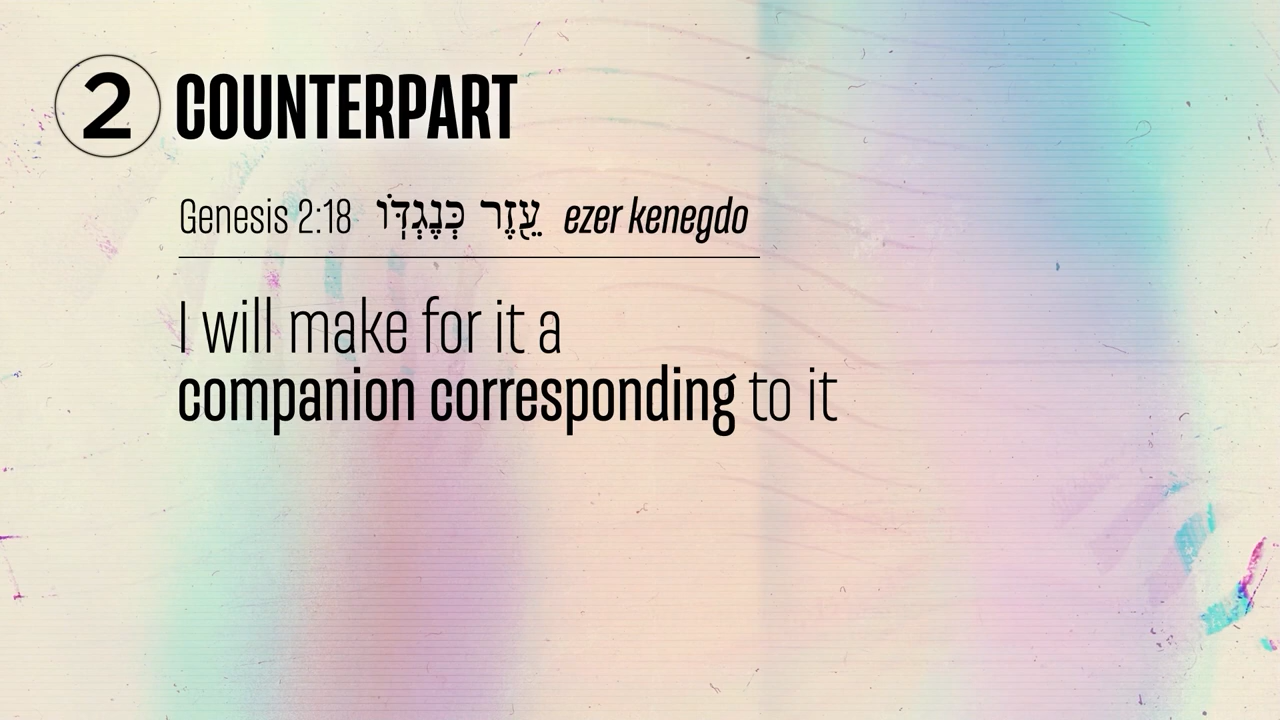 2 COUNTERPART
Genesis 2:18 עֵ֖זֶר כְּנֶגְדּֽוֹ ezer kenegdo
I will make for it a
companion corresponding to it